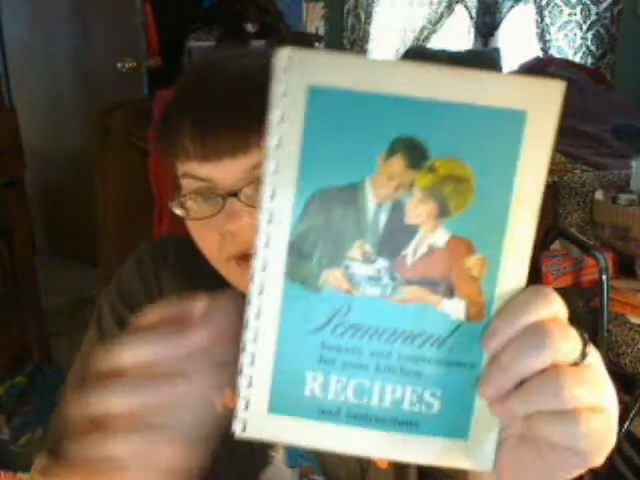 Permanent
beauty and convenience
for your kitchen
RECIPES
and instructions